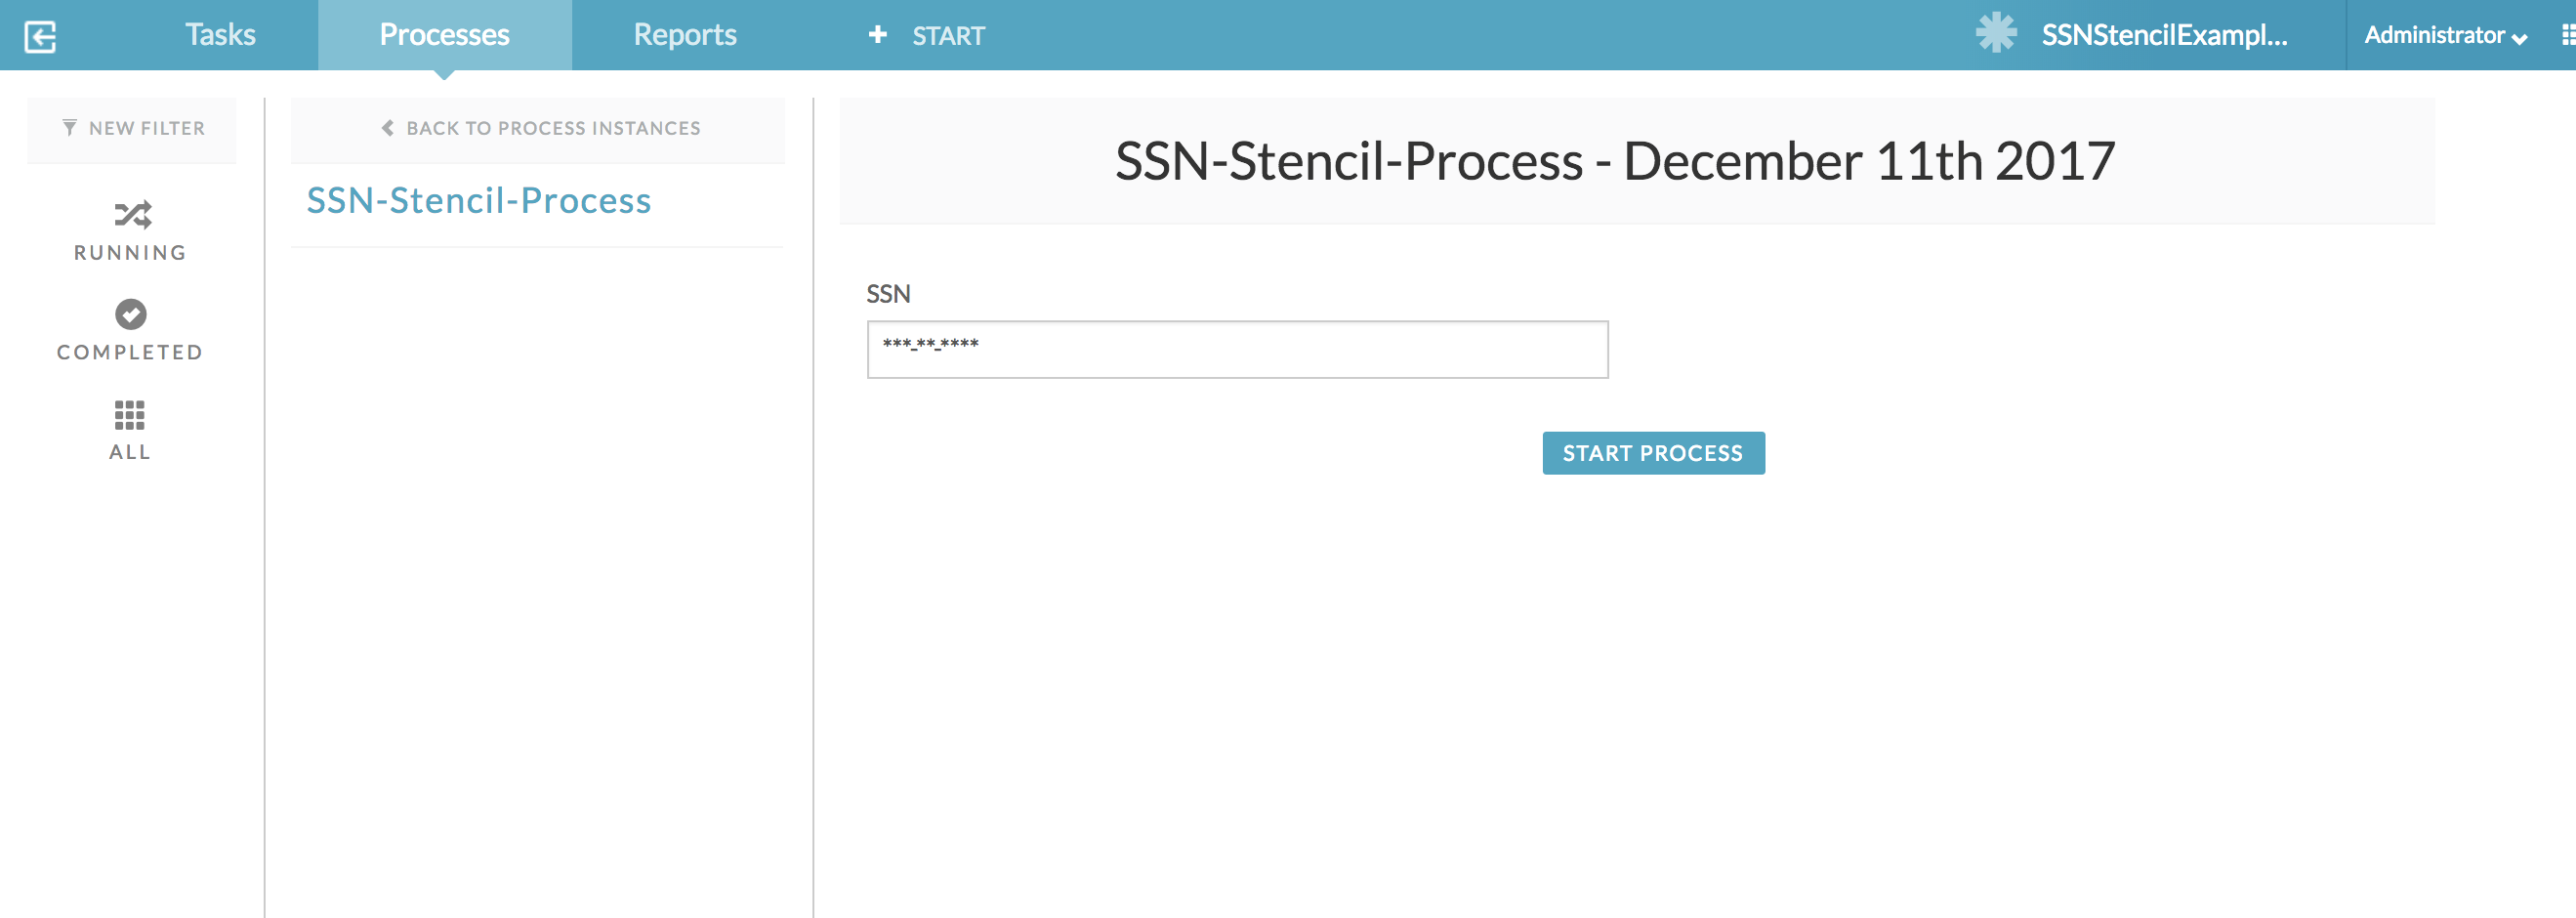 Tasks
Processes
Reports
START
SSNStencilExampl...
Administrator
NEW FILTER
RUNNING
COMPLETED
ALL
BACK TO PROCESS INSTANCES
SSN-Stencil-Process
SSN-Stencil-Process - December 11th 2017
SSN
***-**-****
START PROCESS